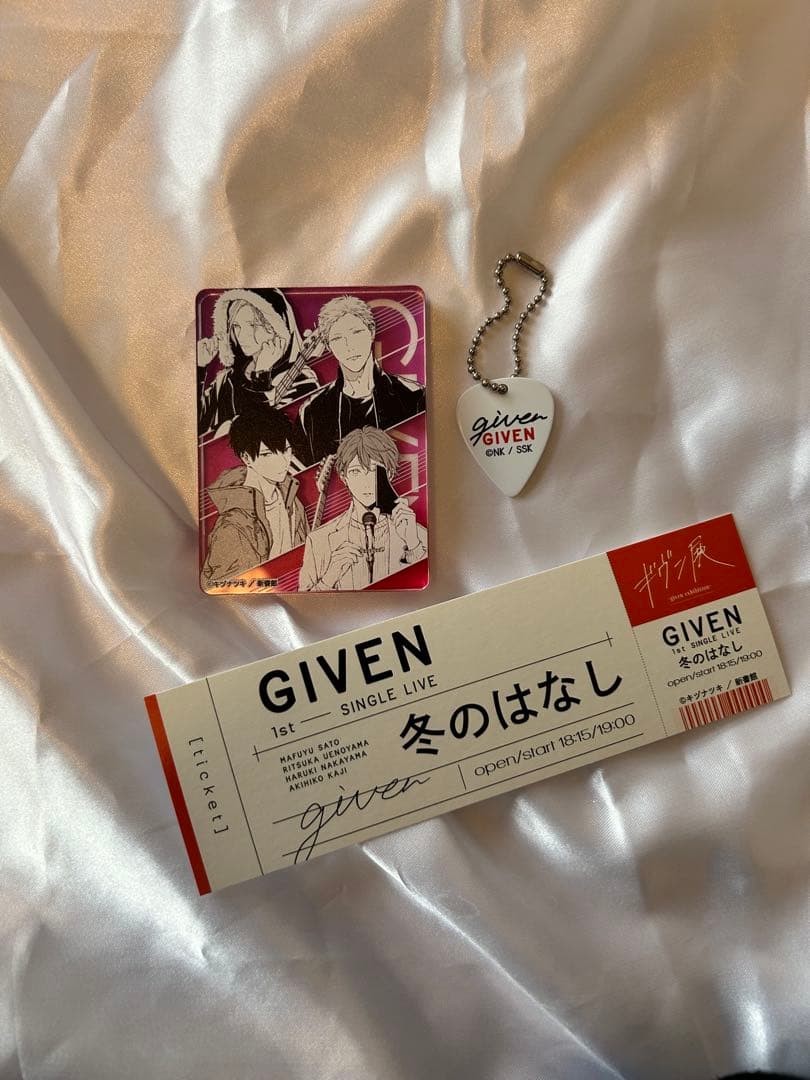 ©キヅナツキ / 新書館
given
GIVEN
©NK / SSK
[ticket]
GIVEN
1st — SINGLE LIVE
MAFUYU SATO
RITSUKA UENOYAMA
HARUKI NAKAYAMA
AKIHIKO KAJI
冬のはなし
given
open/start 18:15/19:00
ギヴン展
given exhibition
GIVEN
1st SINGLE LIVE
冬のはなし
open/start 18:15/19:00
©キヅナツキ / 新書館